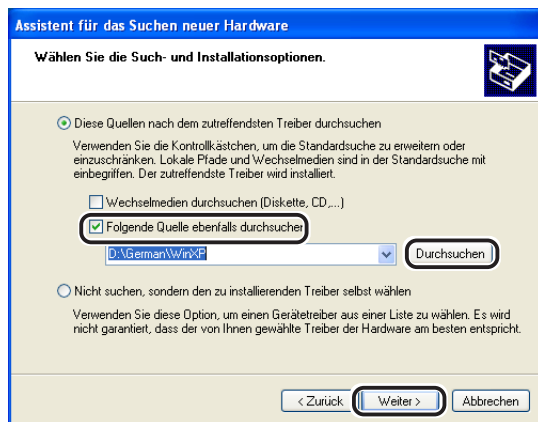 Assistent für das Suchen neuer Hardware
Wählen Sie die Such- und Installationsoptionen.
Diese Quellen nach dem zutreffendsten Treiber durchsuchen
Verwenden Sie die Kontrollkästchen, um die Standardsuche zu erweitern oder
einzuschränken. Lokale Pfade und Wechselmedien sind in der Standardsuche mit
einbegriffen. Der zutreffendste Treiber wird installiert.
Wechselmedien durchsuchen (Diskette, CD,...)
Folgende Quelle ebenfalls durchsuchen
D:\German\WinXP
Durchsuchen
Nicht suchen, sondern den zu installierenden Treiber selbst wählen
Verwenden Sie diese Option, um einen Gerätetreiber aus einer Liste zu wählen. Es wird
nicht garantiert, dass der von Ihnen gewählte Treiber der Hardware am besten entspricht.
< Zurück Weiter > Abbrechen